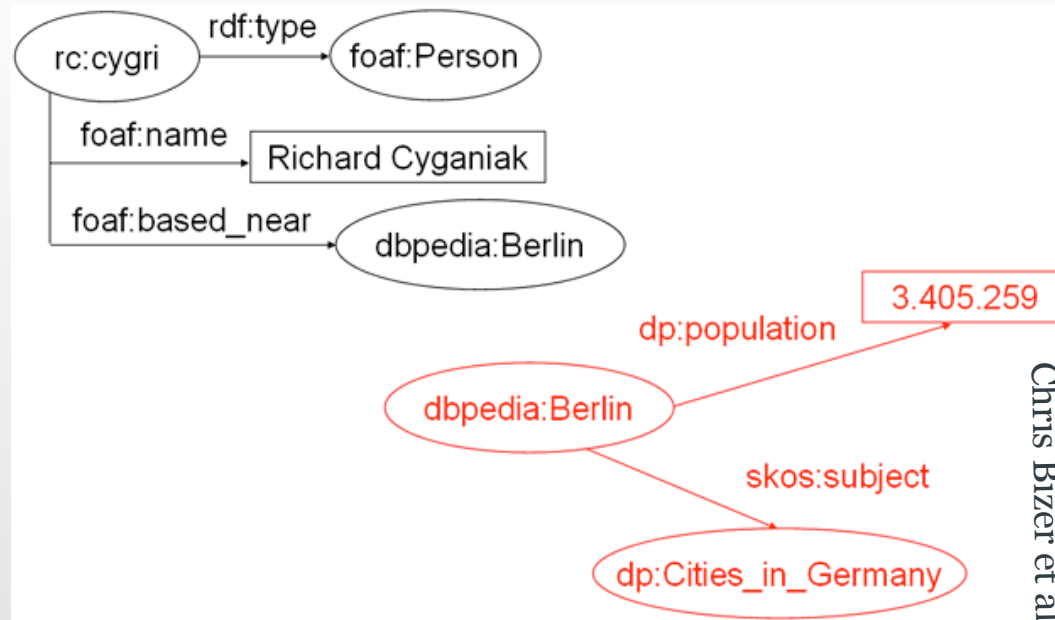 rdf:type
rc:cygri
foaf:Person
foaf:name
Richard Cyganiak
foaf:based_near
dbpedia:Berlin
3.405.259
dp:population
dbpedia:Berlin
skos:subject
dp:Cities_in_Germany
Chris Bizer et al